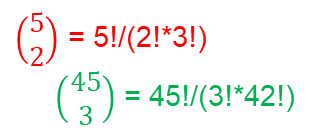 (5 2) = 5!/(2!*3!)
(45 3) = 45!/(3!*42!)